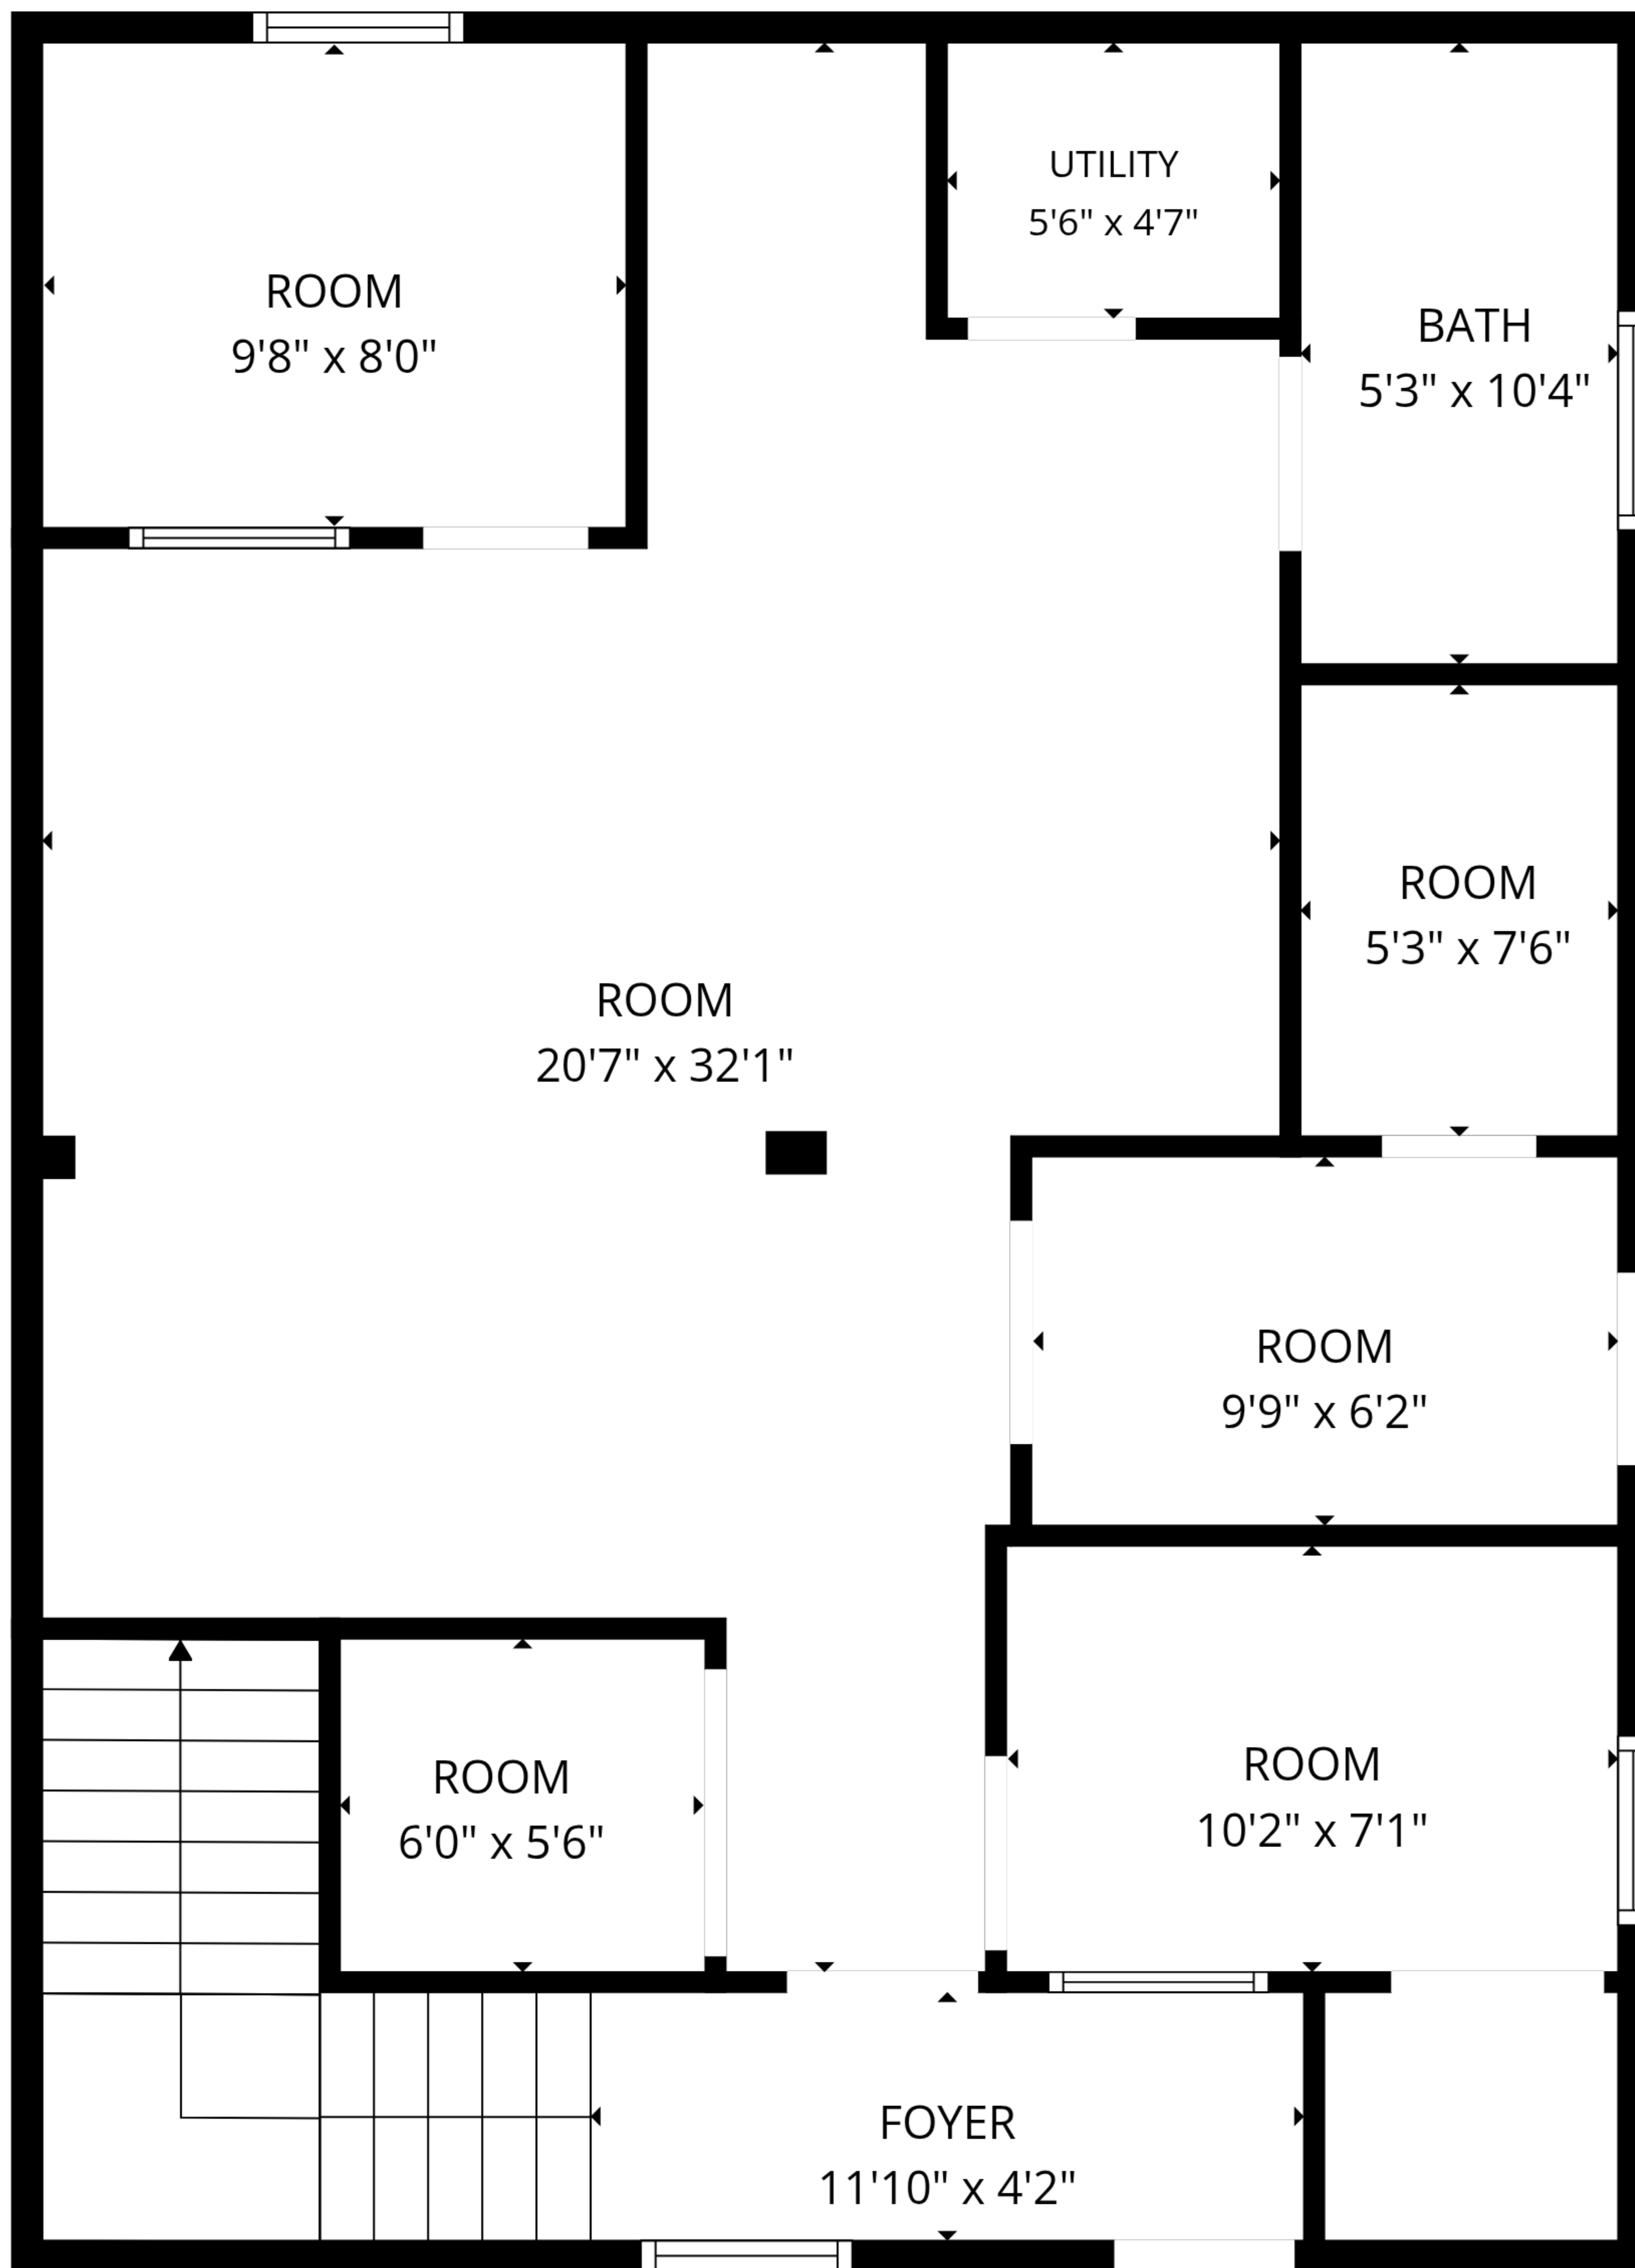 UTILITY
5'6" x 4'7"
ROOM
9'8" x 8'0"
BATH
5'3" x 10'4"
ROOM
5'3" x 7'6"
ROOM
20'7" x 32'1"
ROOM
9'9" x 6'2"
ROOM
10'2" x 7'1"
ROOM
6'0" x 5'6"
FOYER
11'10" x 4'2"